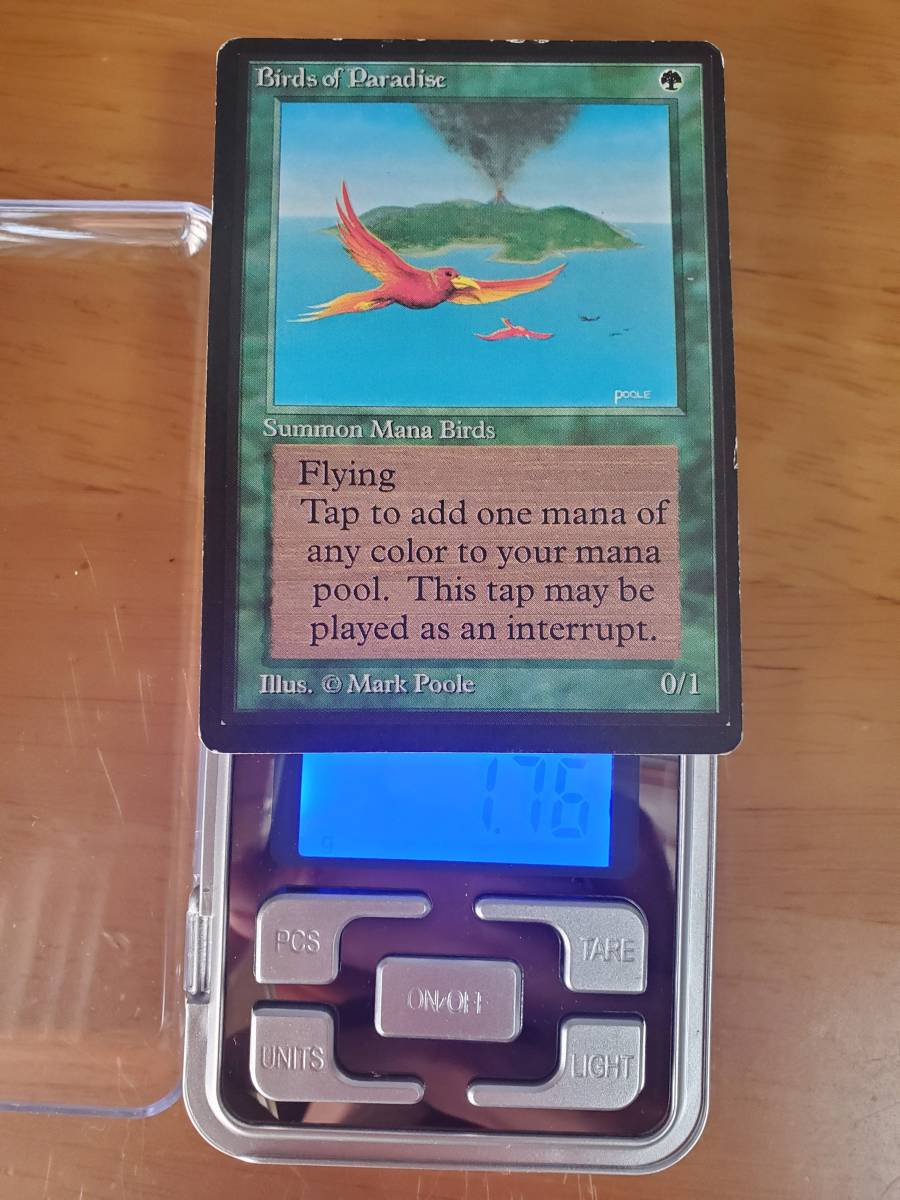 Birds of Paradise
POOLE
Summon Mana Birds
Flying
Tap to add one mana of
any color to your mana
pool. This tap may be
played as an interrupt.
Illus. © Mark Poole 0/1
1.76
g
PCS
TARE
ON/OFF
UNITS
LIGHT